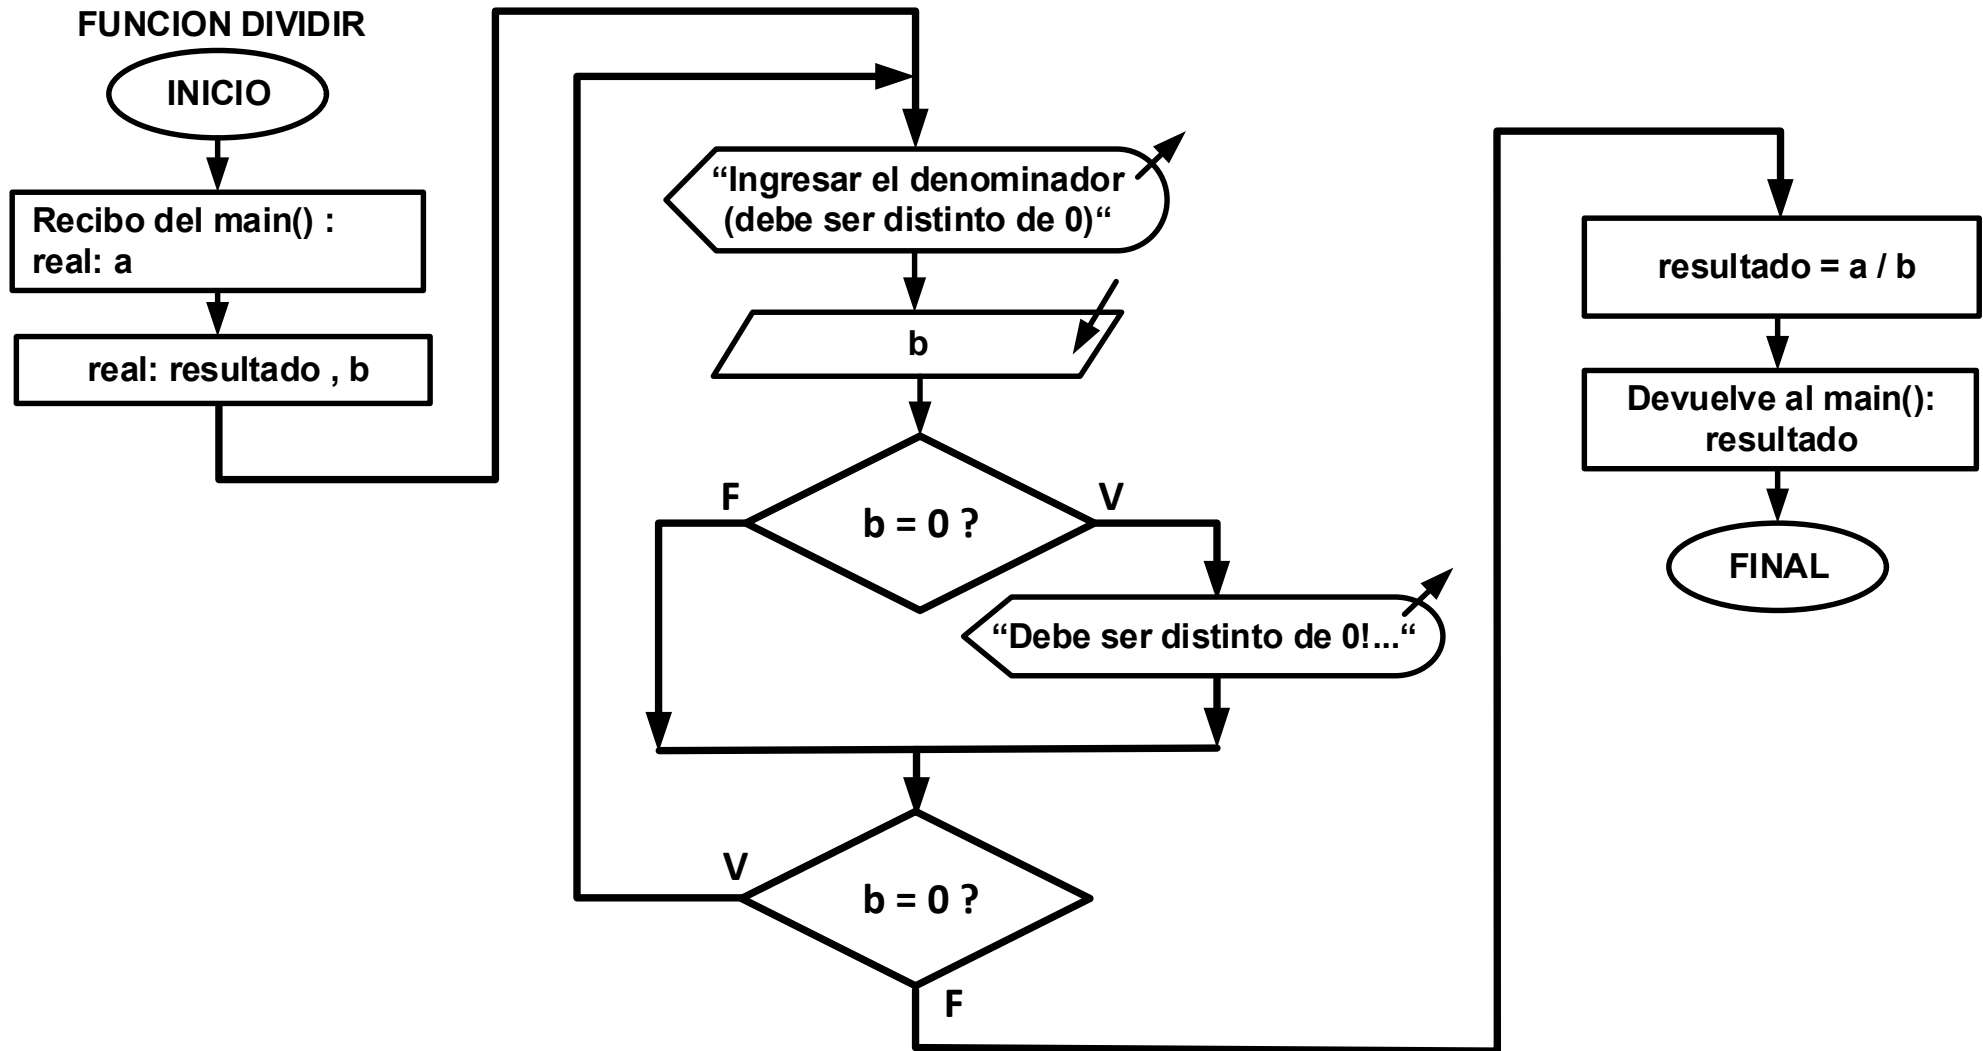 FUNCION DIVIDIR
INICIO
Recibo del main() :
real: a
real: resultado , b
“Ingresar el denominador
(debe ser distinto de 0)“
b
b = 0 ?
F
V
“Debe ser distinto de 0!...“
b = 0 ?
V
F
resultado = a / b
Devuelve al main():
resultado
FINAL